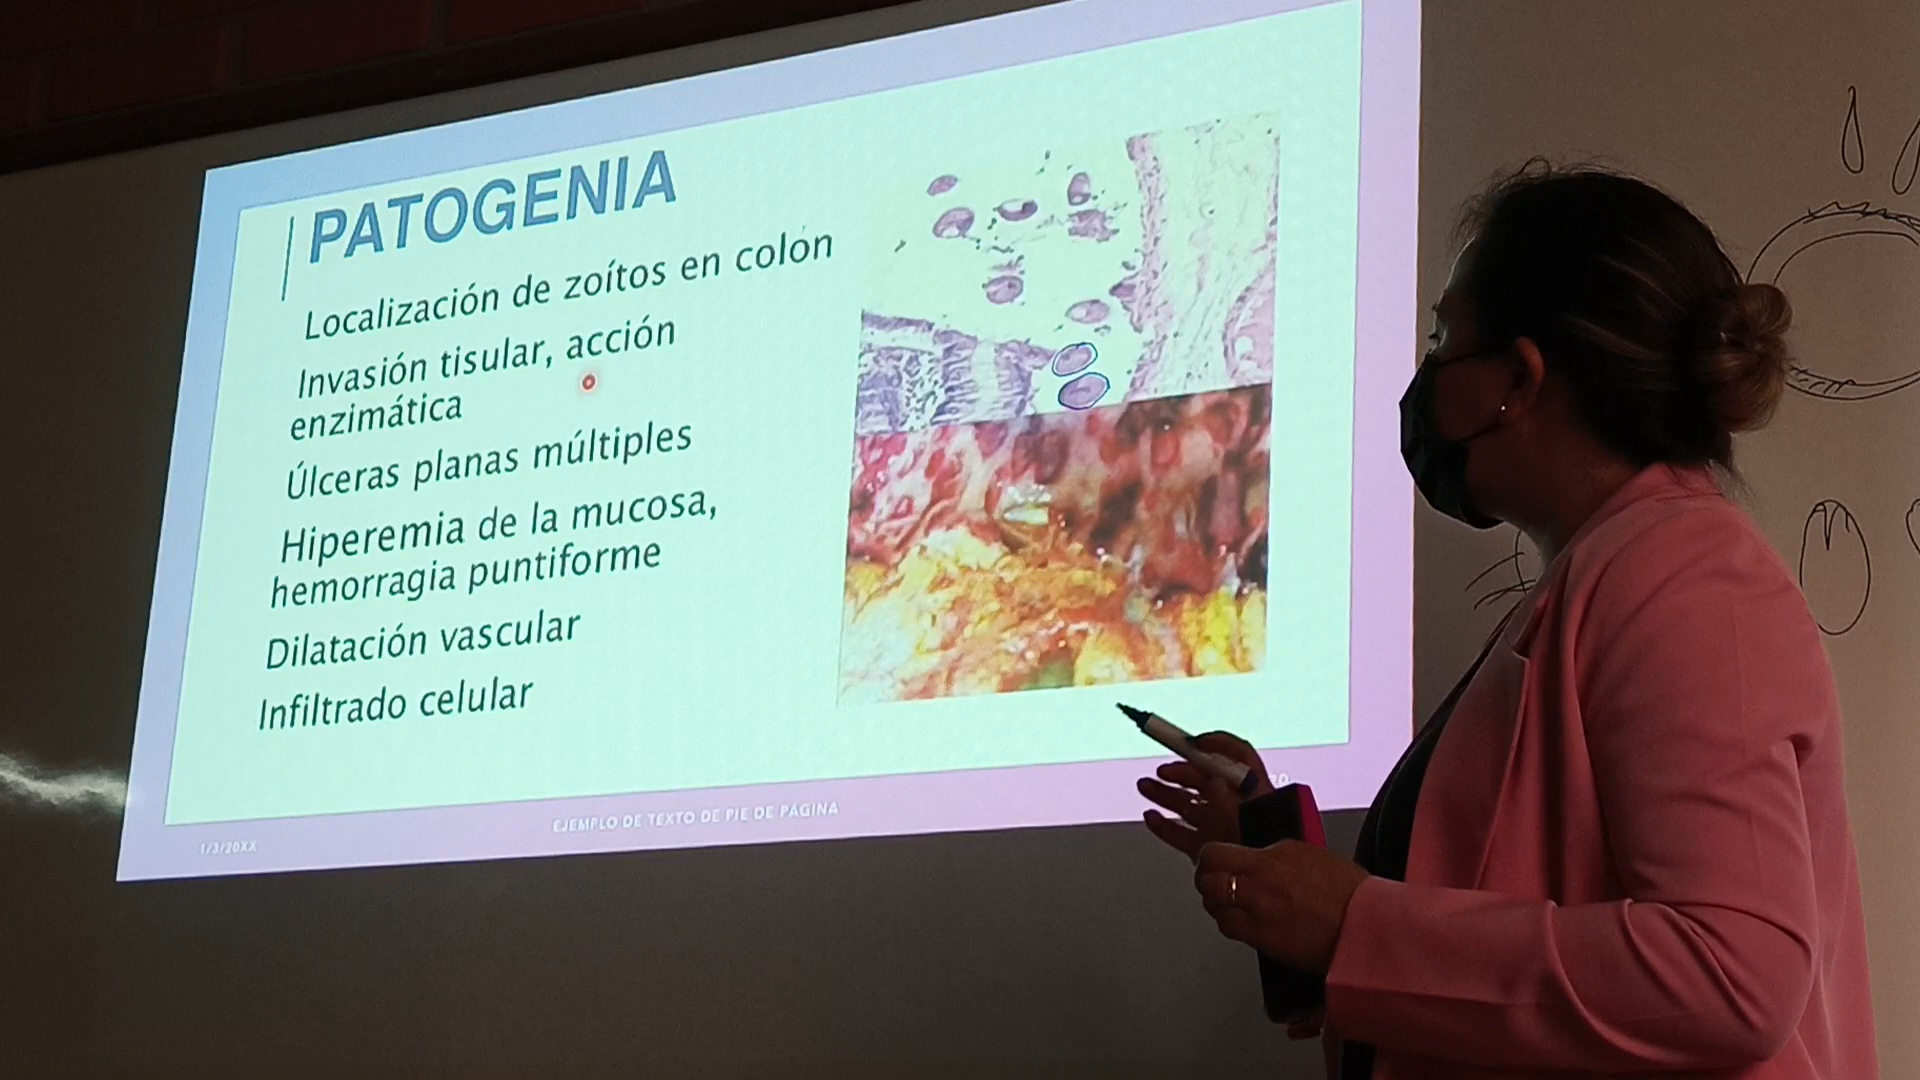 PATOGENIA
Localización de zoítos en colon
Invasión tisular, acción
enzimática
Úlceras planas múltiples
Hiperemia de la mucosa,
hemorragia puntiforme
Dilatación vascular
Infiltrado celular
1/3/20XX
EJEMPLO DE TEXTO DE PIE DE PÁGINA